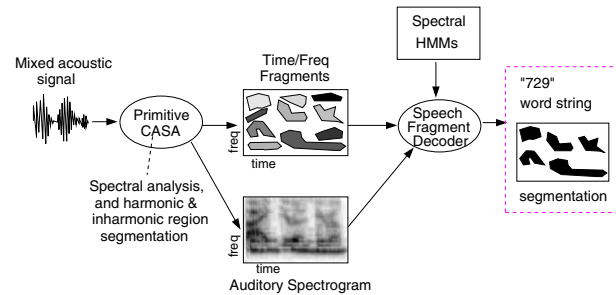 Mixed acoustic
signal
Primitive
CASA
Spectral analysis,
and harmonic &
inharmonic region
segmentation
Time/Freq
Fragments
freq
time
freq
time
Auditory Spectrogram
Spectral
HMMs
Speech
Fragment
Decoder
"729"
word string
segmentation